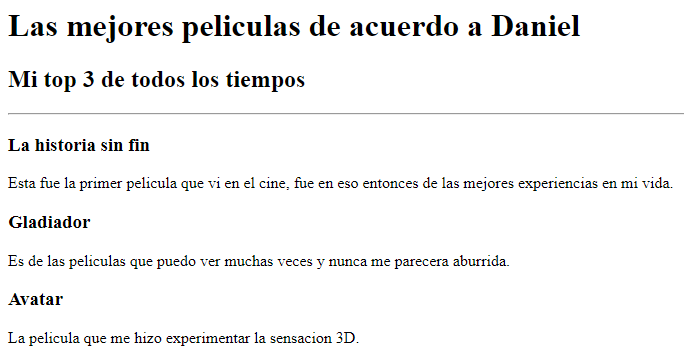 Las mejores peliculas de acuerdo a Daniel
Mi top 3 de todos los tiempos
La historia sin fin
Esta fue la primer pelicula que vi en el cine, fue en eso entonces de las mejores experiencias en mi vida.
Gladiador
Es de las peliculas que puedo ver muchas veces y nunca me parecera aburrida.
Avatar
La pelicula que me hizo experimentar la sensacion 3D.